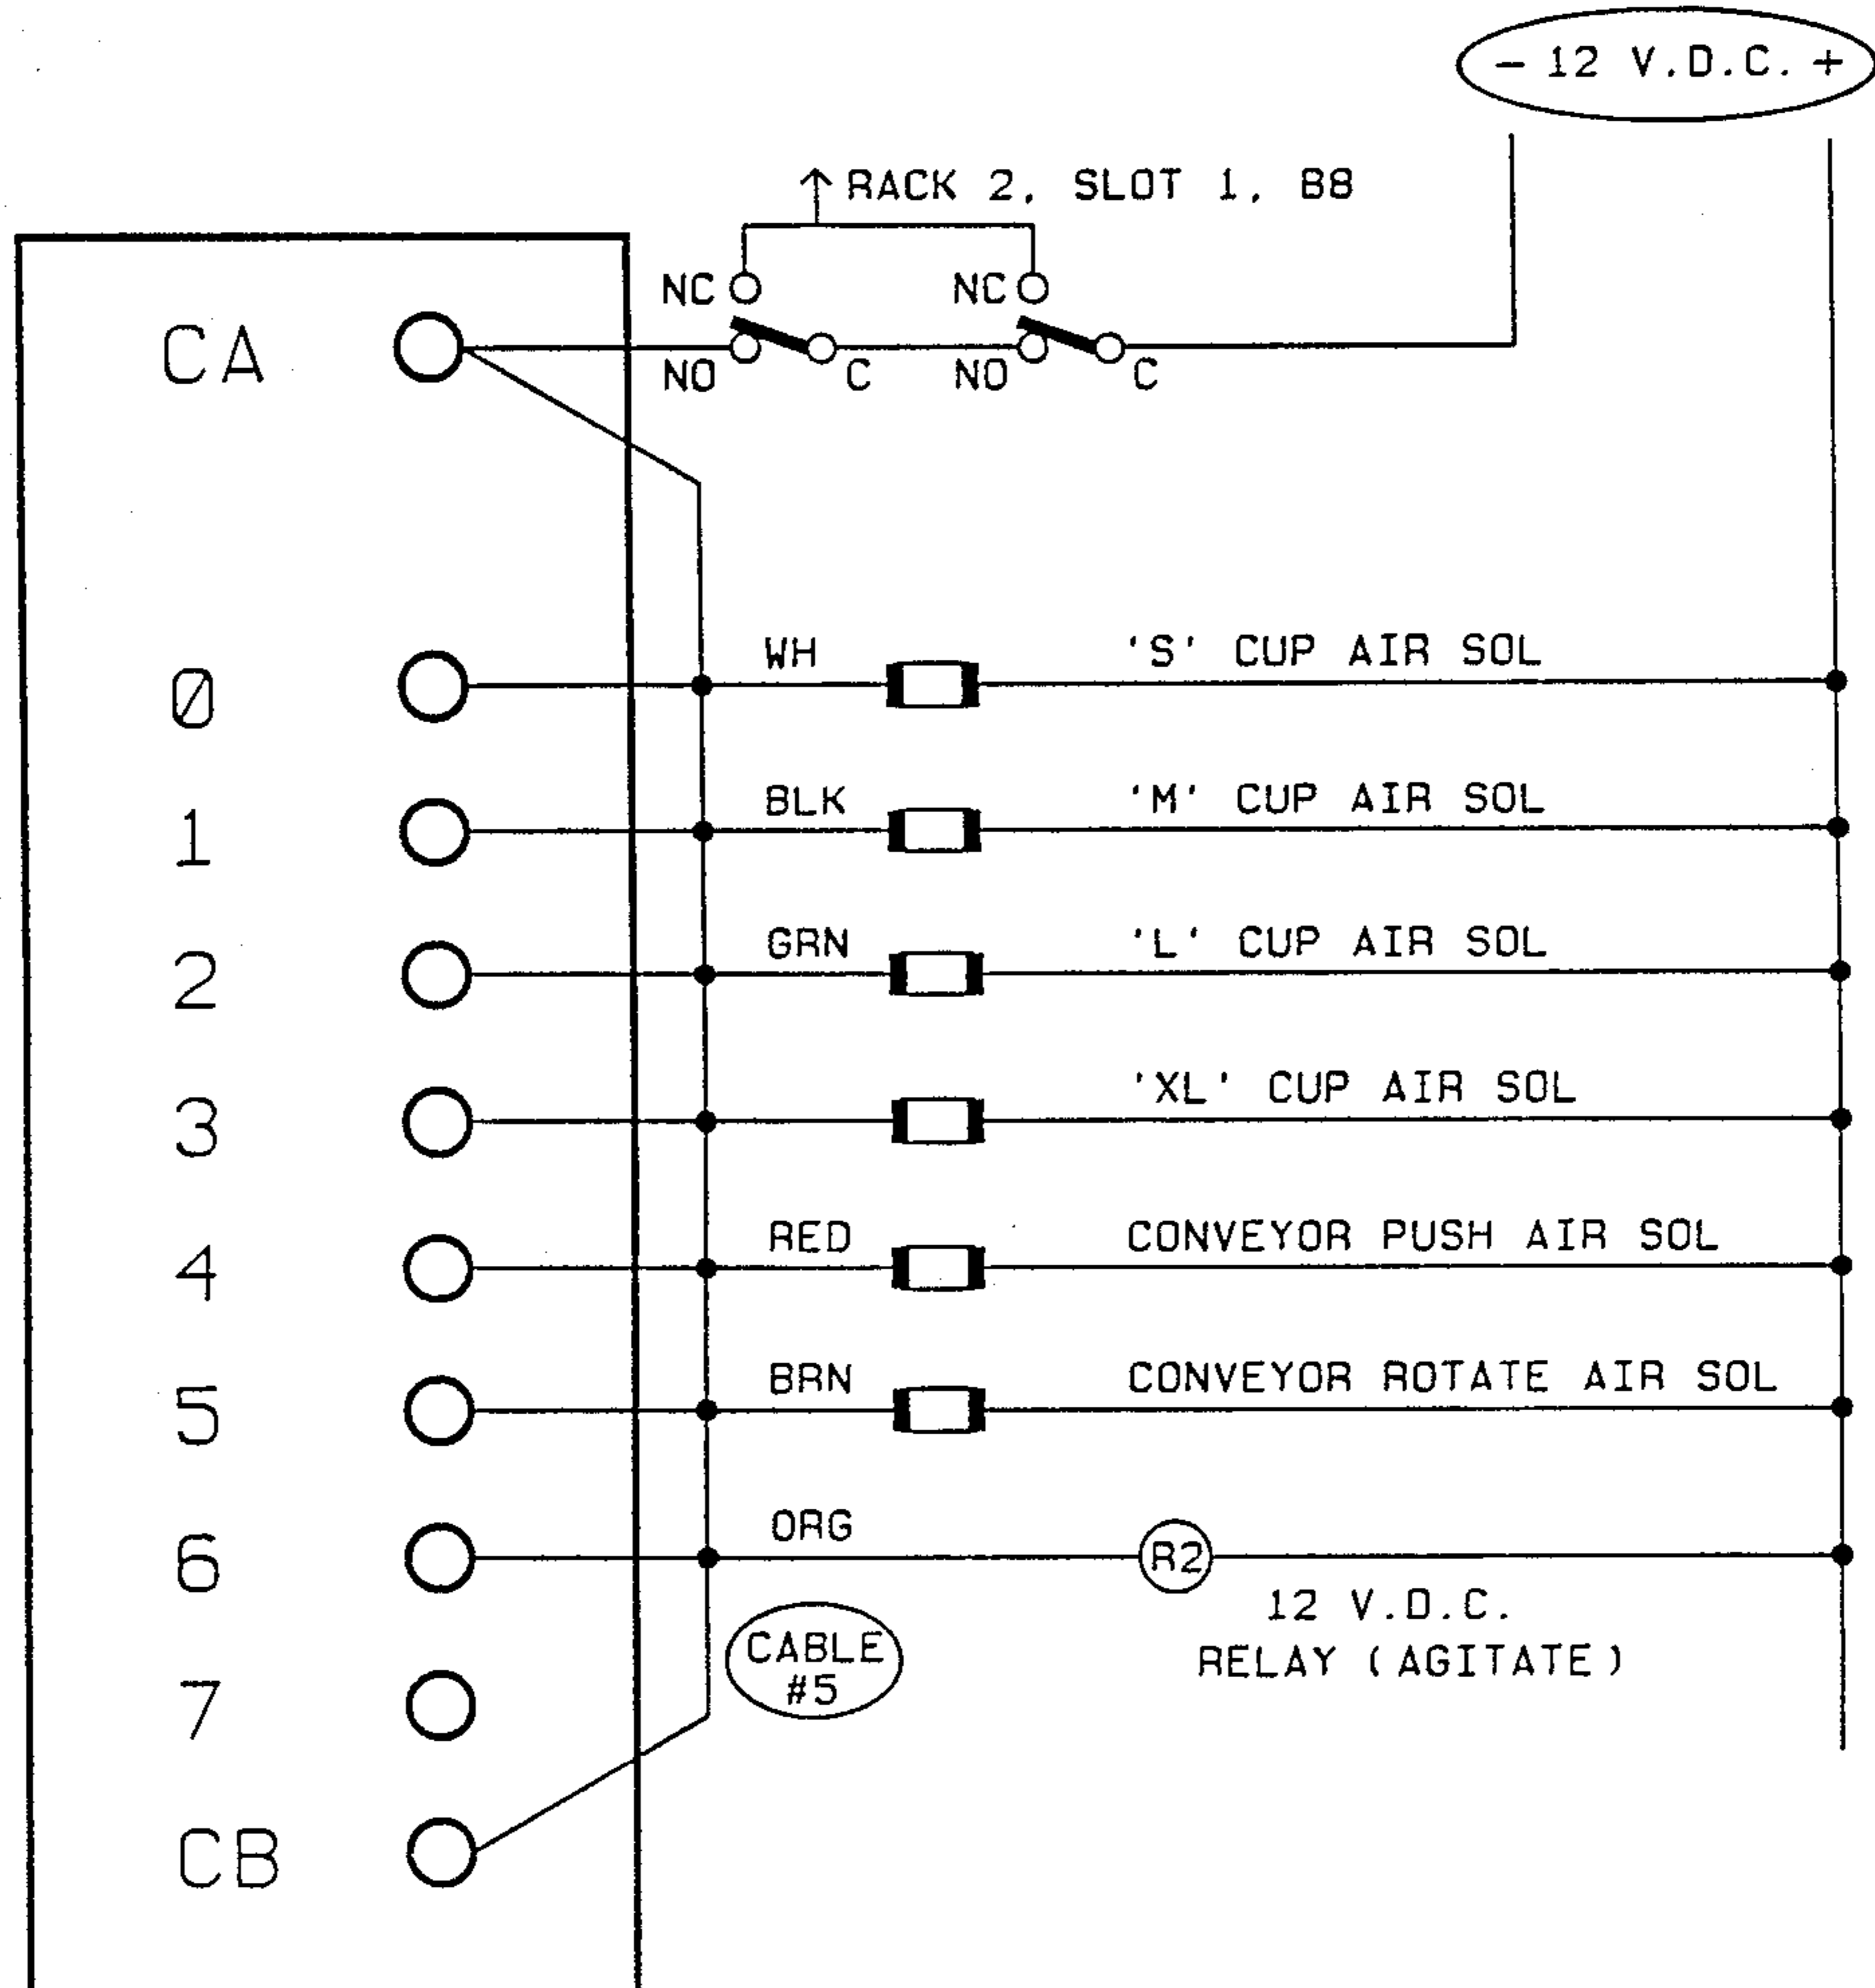 - 12 V.D.C. +
RACK 2, SLOT 1, B8
NC NC
CA
NO C NO C
0 WH 'S' CUP AIR SOL
1 BLK 'M' CUP AIR SOL
2 GRN 'L' CUP AIR SOL
3 'XL' CUP AIR SOL
4 RED CONVEYOR PUSH AIR SOL
5 BRN CONVEYOR ROTATE AIR SOL
6 ORG R2
12 V.D.C.
RELAY (AGITATE)
CABLE
#5
7
CB